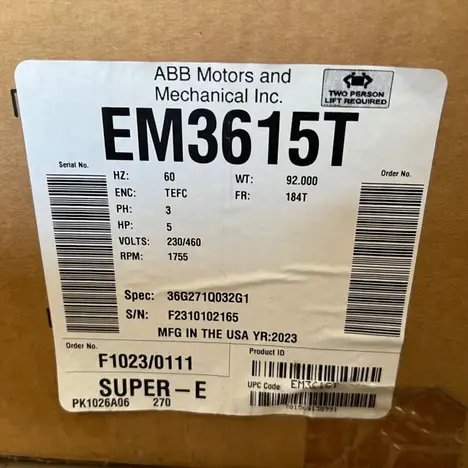 ABB Motors and
Mechanical Inc.
TWO PERSON
LIFT REQUIRED
EM3615T
Serial No.
Order No.
HZ: 60 WT: 92.000
ENC: TEFC FR: 184T
PH: 3
HP: 5
VOLTS: 230/460
RPM: 1755
Spec: 36G271Q032G1
S/N: F2310102165
MFG IN THE USA YR:2023
Order No.
F1023/0111
Product ID
SUPER-E
UPC Code EM3615T
PK1026A06 270